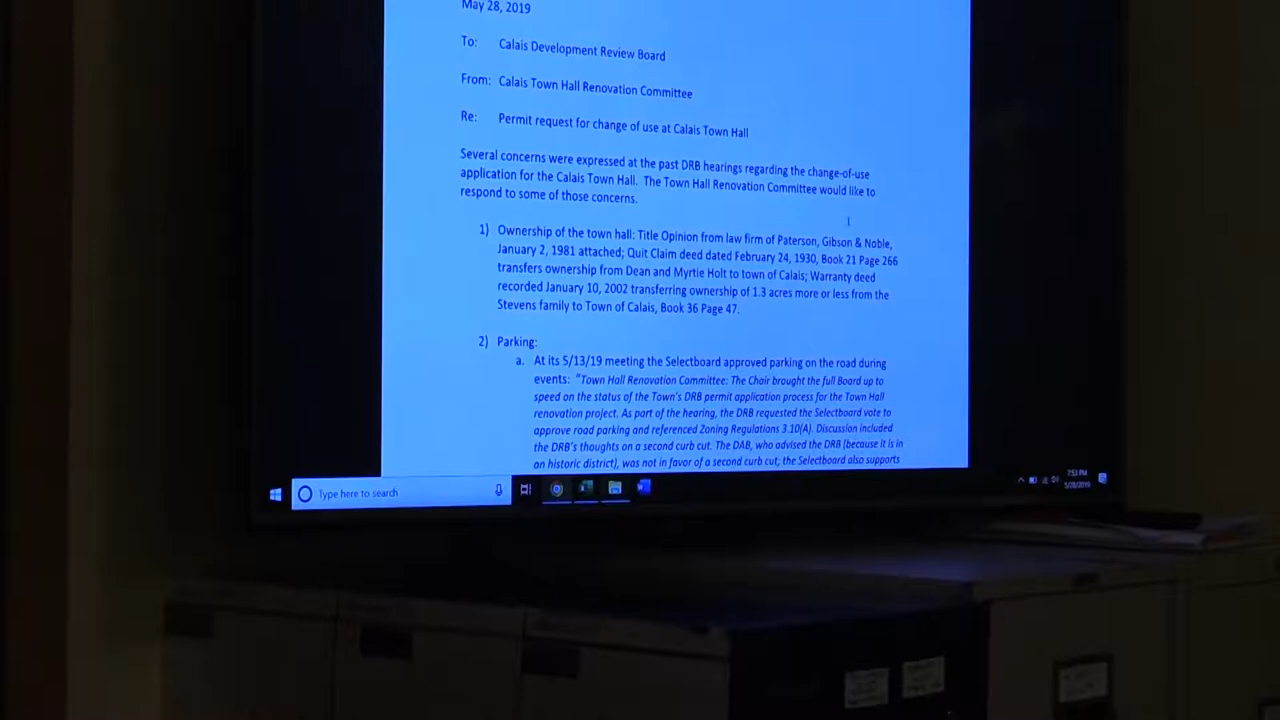 May 28, 2019
To: Calais Development Review Board
From: Calais Town Hall Renovation Committee
Re: Permit request for change of use at Calais Town Hall
Several concerns were expressed at the past DRB hearings regarding the change-of-use
application for the Calais Town Hall. The Town Hall Renovation Committee would like to
respond to some of those concerns.
1) Ownership of the town hall: Title Opinion from law firm of Paterson, Gibson & Noble,
January 2, 1981 attached; Quit Claim deed dated February 24, 1930, Book 21 Page 266
transfers ownership from Dean and Myrtie Holt to town of Calais; Warranty deed
recorded January 10, 2002 transferring ownership of 1.3 acres more or less from the
Stevens family to Town of Calais, Book 36 Page 47.
2) Parking:
a. At its 5/13/19 meeting the Selectboard approved parking on the road during
events: "Town Hall Renovation Committee: The Chair brought the full Board up to
speed on the status of the Town's DRB permit application process for the Town Hall
renovation project. As part of the hearing, the DRB requested the Selectboard vote to
approve road parking and referenced Zoning Regulations 3.10(A). Discussion included
the DRB's thoughts on a second curb cut. The DAB, who advised the DRB (because it is in
an historic district), was not in favor of a second curb cut; the Selectboard also supports
Type here to search
7:53 PM
5/28/2019